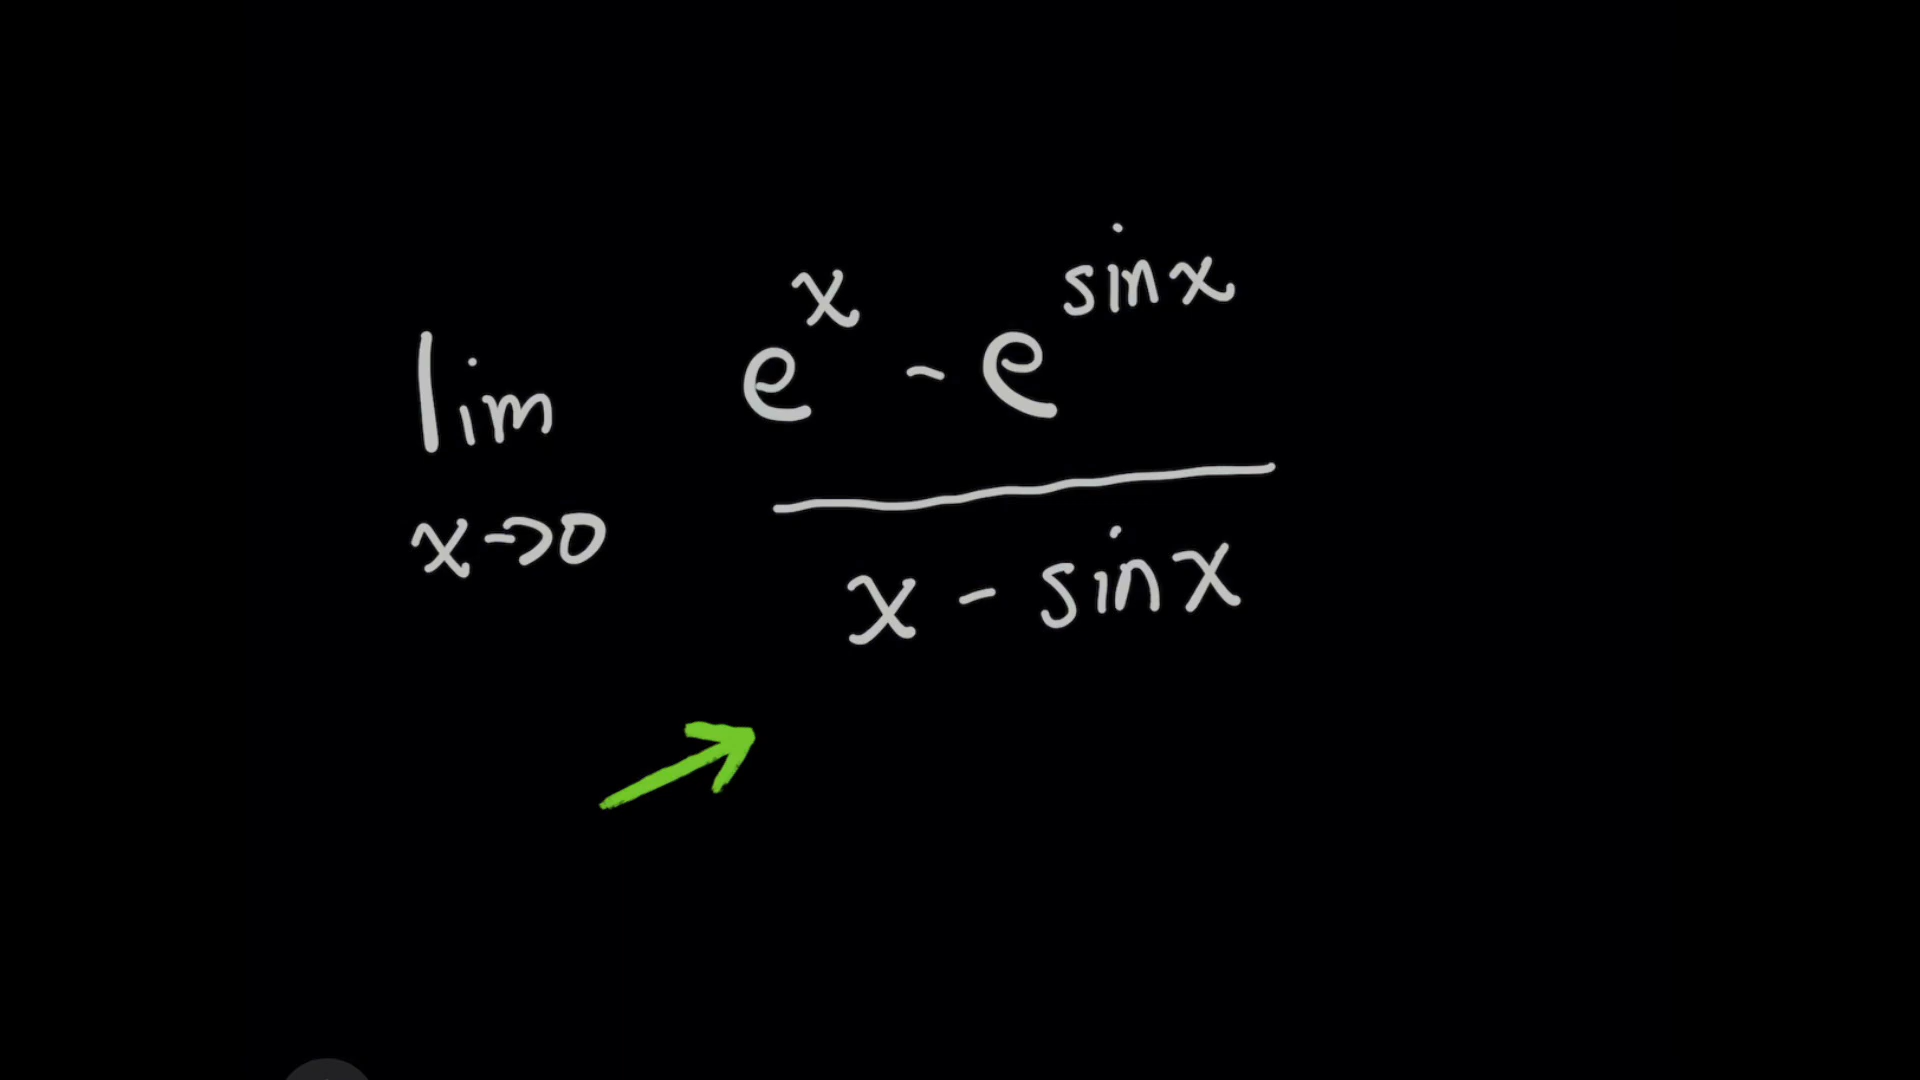 lim e^x - e^sinx
x→0 x - sinx